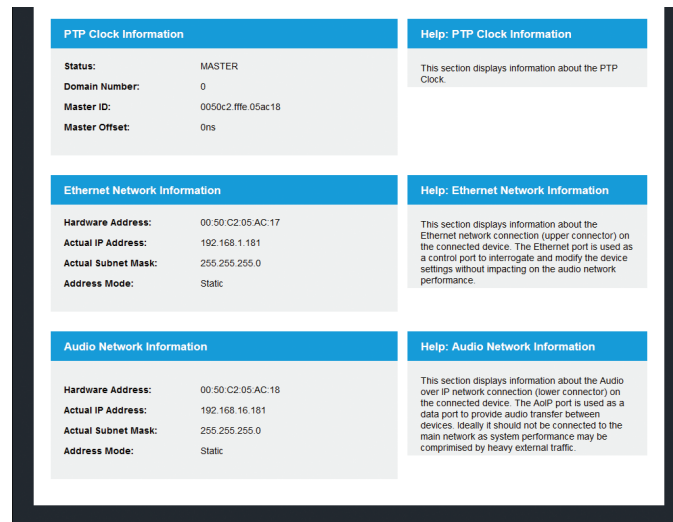 PTP Clock Information
Status: MASTER
Domain Number: 0
Master ID: 0050c2.fffe.05ac18
Master Offset: 0ns
Help: PTP Clock Information
This section displays information about the PTP
Clock.
Ethernet Network Information
Hardware Address: 00:50:C2:05:AC:17
Actual IP Address: 192.168.1.181
Actual Subnet Mask: 255.255.255.0
Address Mode: Static
Help: Ethernet Network Information
This section displays information about the
Ethernet network connection (upper connector) on
the connected device. The Ethernet port is used as
a control port to interrogate and modify the device
settings without impacting on the audio network
performance.
Audio Network Information
Hardware Address: 00:50:C2:05:AC:18
Actual IP Address: 192.168.16.181
Actual Subnet Mask: 255.255.255.0
Address Mode: Static
Help: Audio Network Information
This section displays information about the Audio
over IP network connection (lower connector) on
the connected device. The AoIP port is used as a
data port to provide audio transfer between
devices. Ideally it should not be connected to the
main network as system performance may be
comprimised by heavy external traffic.